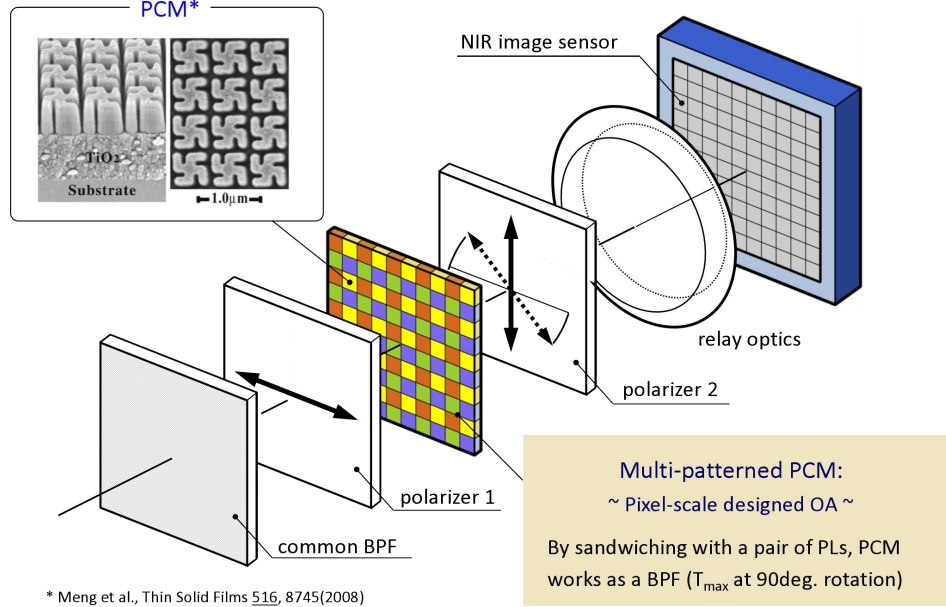 PCM*
TiO₂
Substrate
1.0μm
NIR image sensor
relay optics
polarizer 2
polarizer 1
common BPF
Multi-patterned PCM:
~ Pixel-scale designed OA ~
By sandwiching with a pair of PLs, PCM
works as a BPF (Tmax at 90deg. rotation)
* Meng et al., Thin Solid Films 516, 8745(2008)